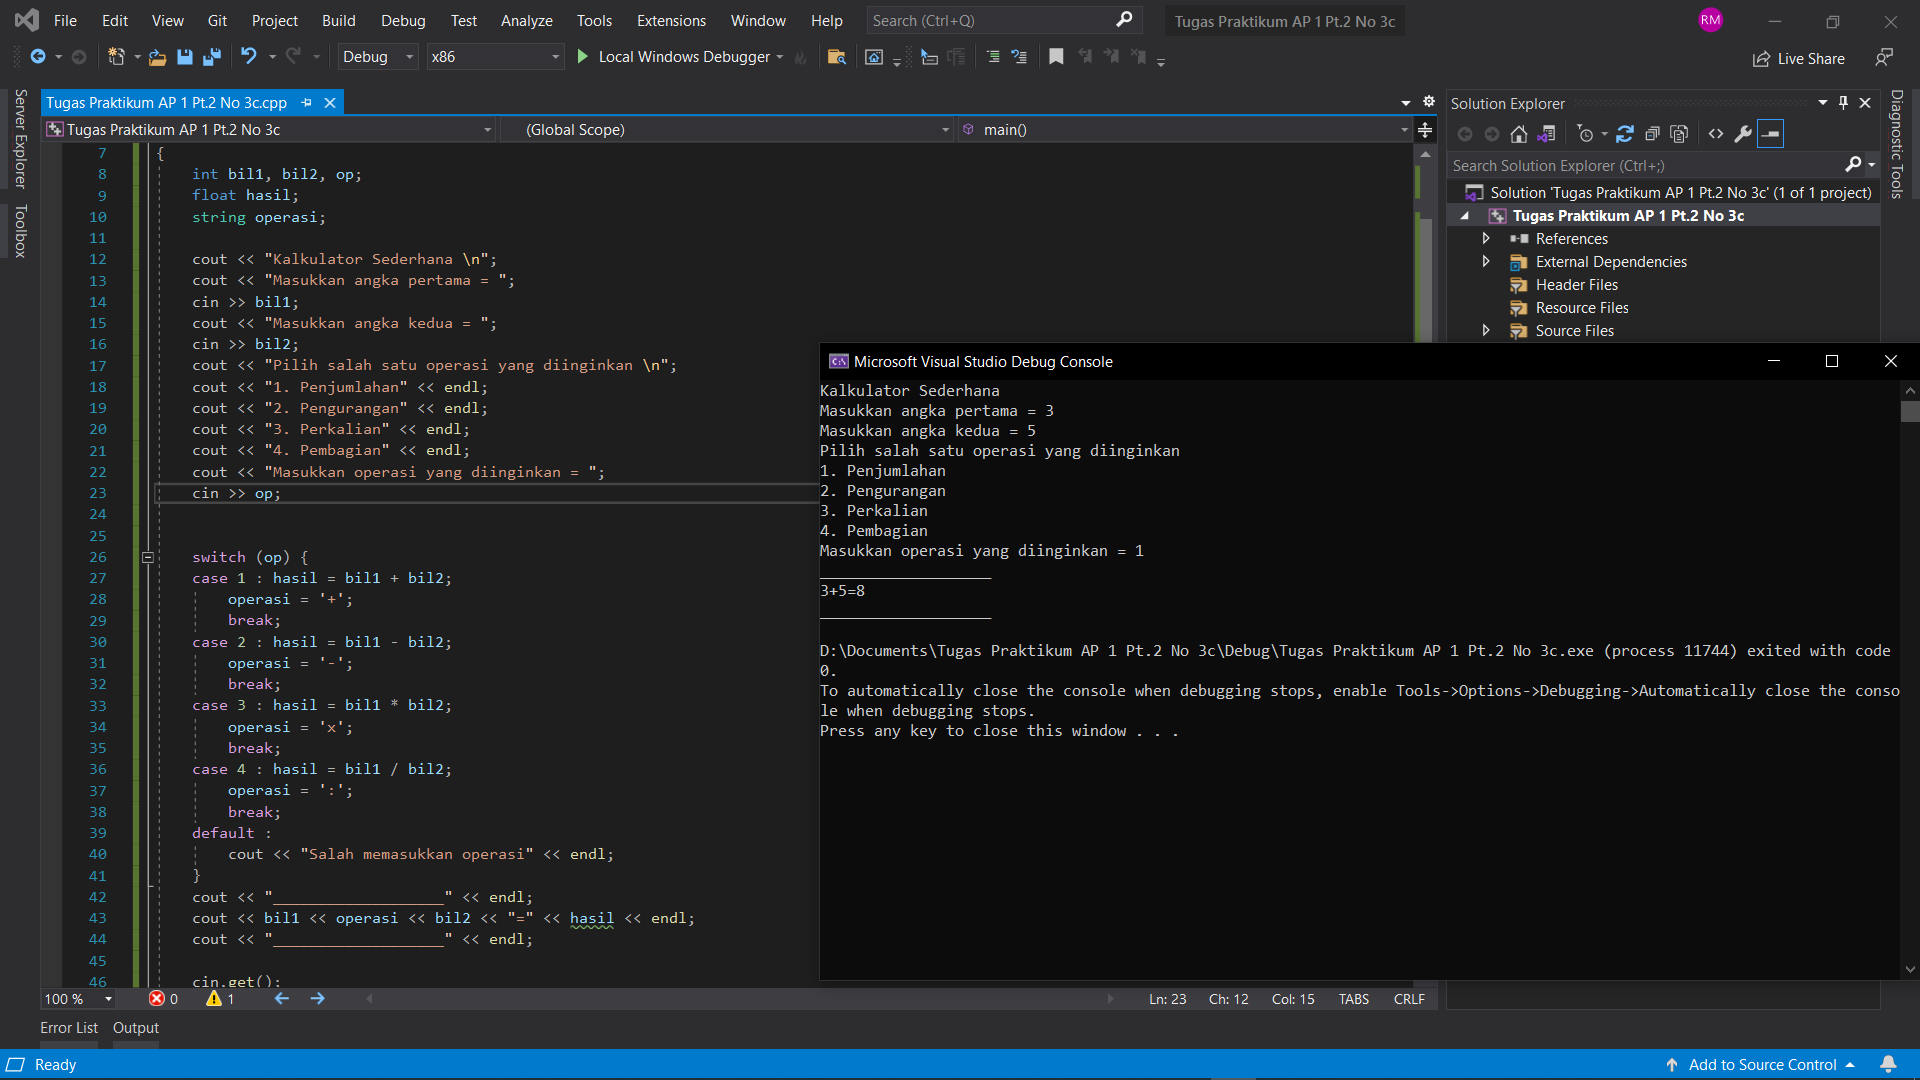 File Edit View Git Project Build Debug Test Analyze Tools Extensions Window Help Search (Ctrl+Q) Tugas Praktikum AP 1 Pt.2 No 3c RM
Debug x86 Local Windows Debugger Live Share
Server Explorer
Toolbox
Tugas Praktikum AP 1 Pt.2 No 3c.cpp
Tugas Praktikum AP 1 Pt.2 No 3c (Global Scope) main()
7 {
8 int bil1, bil2, op;
9 float hasil;
10 string operasi;
11
12 cout << "Kalkulator Sederhana \n";
13 cout << "Masukkan angka pertama = ";
14 cin >> bil1;
15 cout << "Masukkan angka kedua = ";
16 cin >> bil2;
17 cout << "Pilih salah satu operasi yang diinginkan \n";
18 cout << "1. Penjumlahan" << endl;
19 cout << "2. Pengurangan" << endl;
20 cout << "3. Perkalian" << endl;
21 cout << "4. Pembagian" << endl;
22 cout << "Masukkan operasi yang diinginkan = ";
23 cin >> op;
24
25
26 switch (op) {
27 case 1 : hasil = bil1 + bil2;
28 operasi = '+';
29 break;
30 case 2 : hasil = bil1 - bil2;
31 operasi = '-';
32 break;
33 case 3 : hasil = bil1 * bil2;
34 operasi = 'x';
35 break;
36 case 4 : hasil = bil1 / bil2;
37 operasi = ':';
38 break;
39 default :
40 cout << "Salah memasukkan operasi" << endl;
41 }
42 cout << "___________________" << endl;
43 cout << bil1 << operasi << bil2 << "=" << hasil << endl;
44 cout << "___________________" << endl;
45
46 cin.get();
100 % 0 1 Ln: 23 Ch: 12 Col: 15 TABS CRLF
Error List Output
Ready Add to Source Control
Solution Explorer
Search Solution Explorer (Ctrl+;)
Solution 'Tugas Praktikum AP 1 Pt.2 No 3c' (1 of 1 project)
Tugas Praktikum AP 1 Pt.2 No 3c
References
External Dependencies
Header Files
Resource Files
Source Files
Diagnostic Tools
Microsoft Visual Studio Debug Console
Kalkulator Sederhana
Masukkan angka pertama = 3
Masukkan angka kedua = 5
Pilih salah satu operasi yang diinginkan
1. Penjumlahan
2. Pengurangan
3. Perkalian
4. Pembagian
Masukkan operasi yang diinginkan = 1
___________________
3+5=8
___________________
D:\Documents\Tugas Praktikum AP 1 Pt.2 No 3c\Debug\Tugas Praktikum AP 1 Pt.2 No 3c.exe (process 11744) exited with code
0.
To automatically close the console when debugging stops, enable Tools->Options->Debugging->Automatically close the conso
le when debugging stops.
Press any key to close this window . . .